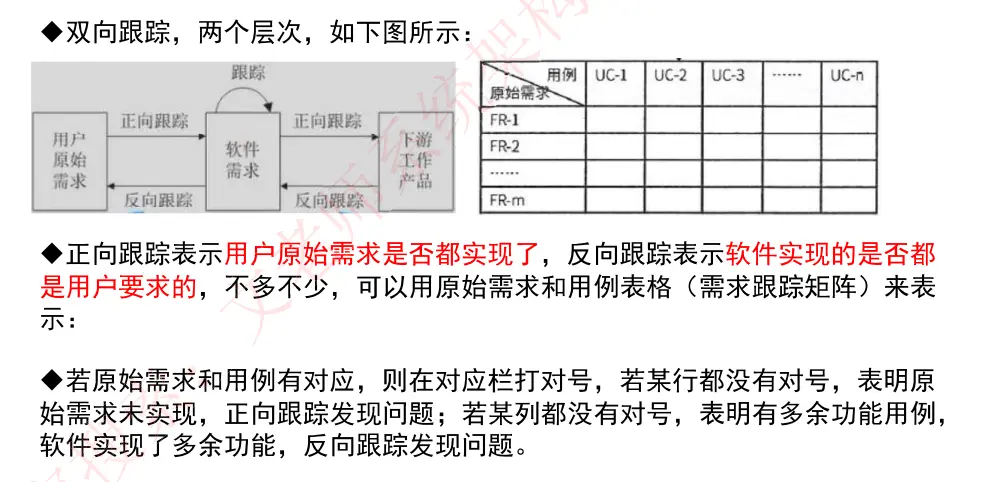 ◆双向跟踪，两个层次，如下图所示：
跟踪
正向跟踪 正向跟踪
用户原始需求
软件需求
下游工作产品
反向跟踪 反向跟踪
用例 UC-1 UC-2 UC-3 …… UC-n
原始需求
FR-1
FR-2
……
FR-m
◆正向跟踪表示用户原始需求是否都实现了，反向跟踪表示软件实现的是否都
是用户要求的，不多不少，可以用原始需求和用例表格（需求跟踪矩阵）来表
示：
◆若原始需求和用例有对应，则在对应栏打对号，若某行都没有对号，表明原
始需求未实现，正向跟踪发现问题；若某列都没有对号，表明有多余功能用例，
软件实现了多余功能，反向跟踪发现问题。